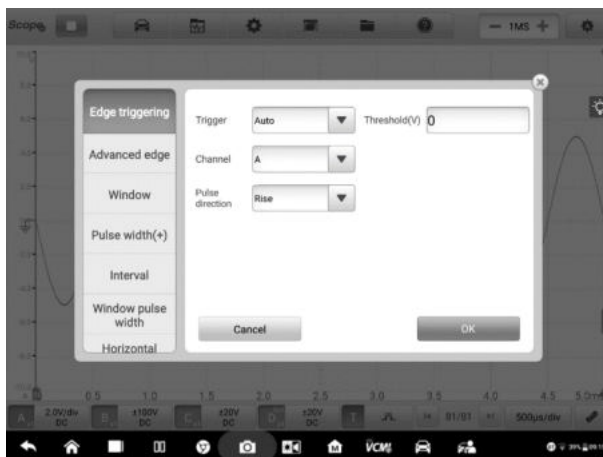 Scope
1MS
Edge triggering
Trigger
Auto
Threshold(V)
0
Advanced edge
Channel
A
Window
Pulse
direction
Rise
Pulse width(+)
Interval
Window pulse
width
Cancel
OK
Horizontal
0.5 1.0 1.5 2.0 2.5 3.0 3.5 4.0 4.5 5.0
A
2.0V/div
DC
B
±100V
DC
C
±20V
DC
D
±20V
DC
T
01/01
500μs/div
M
VCMI